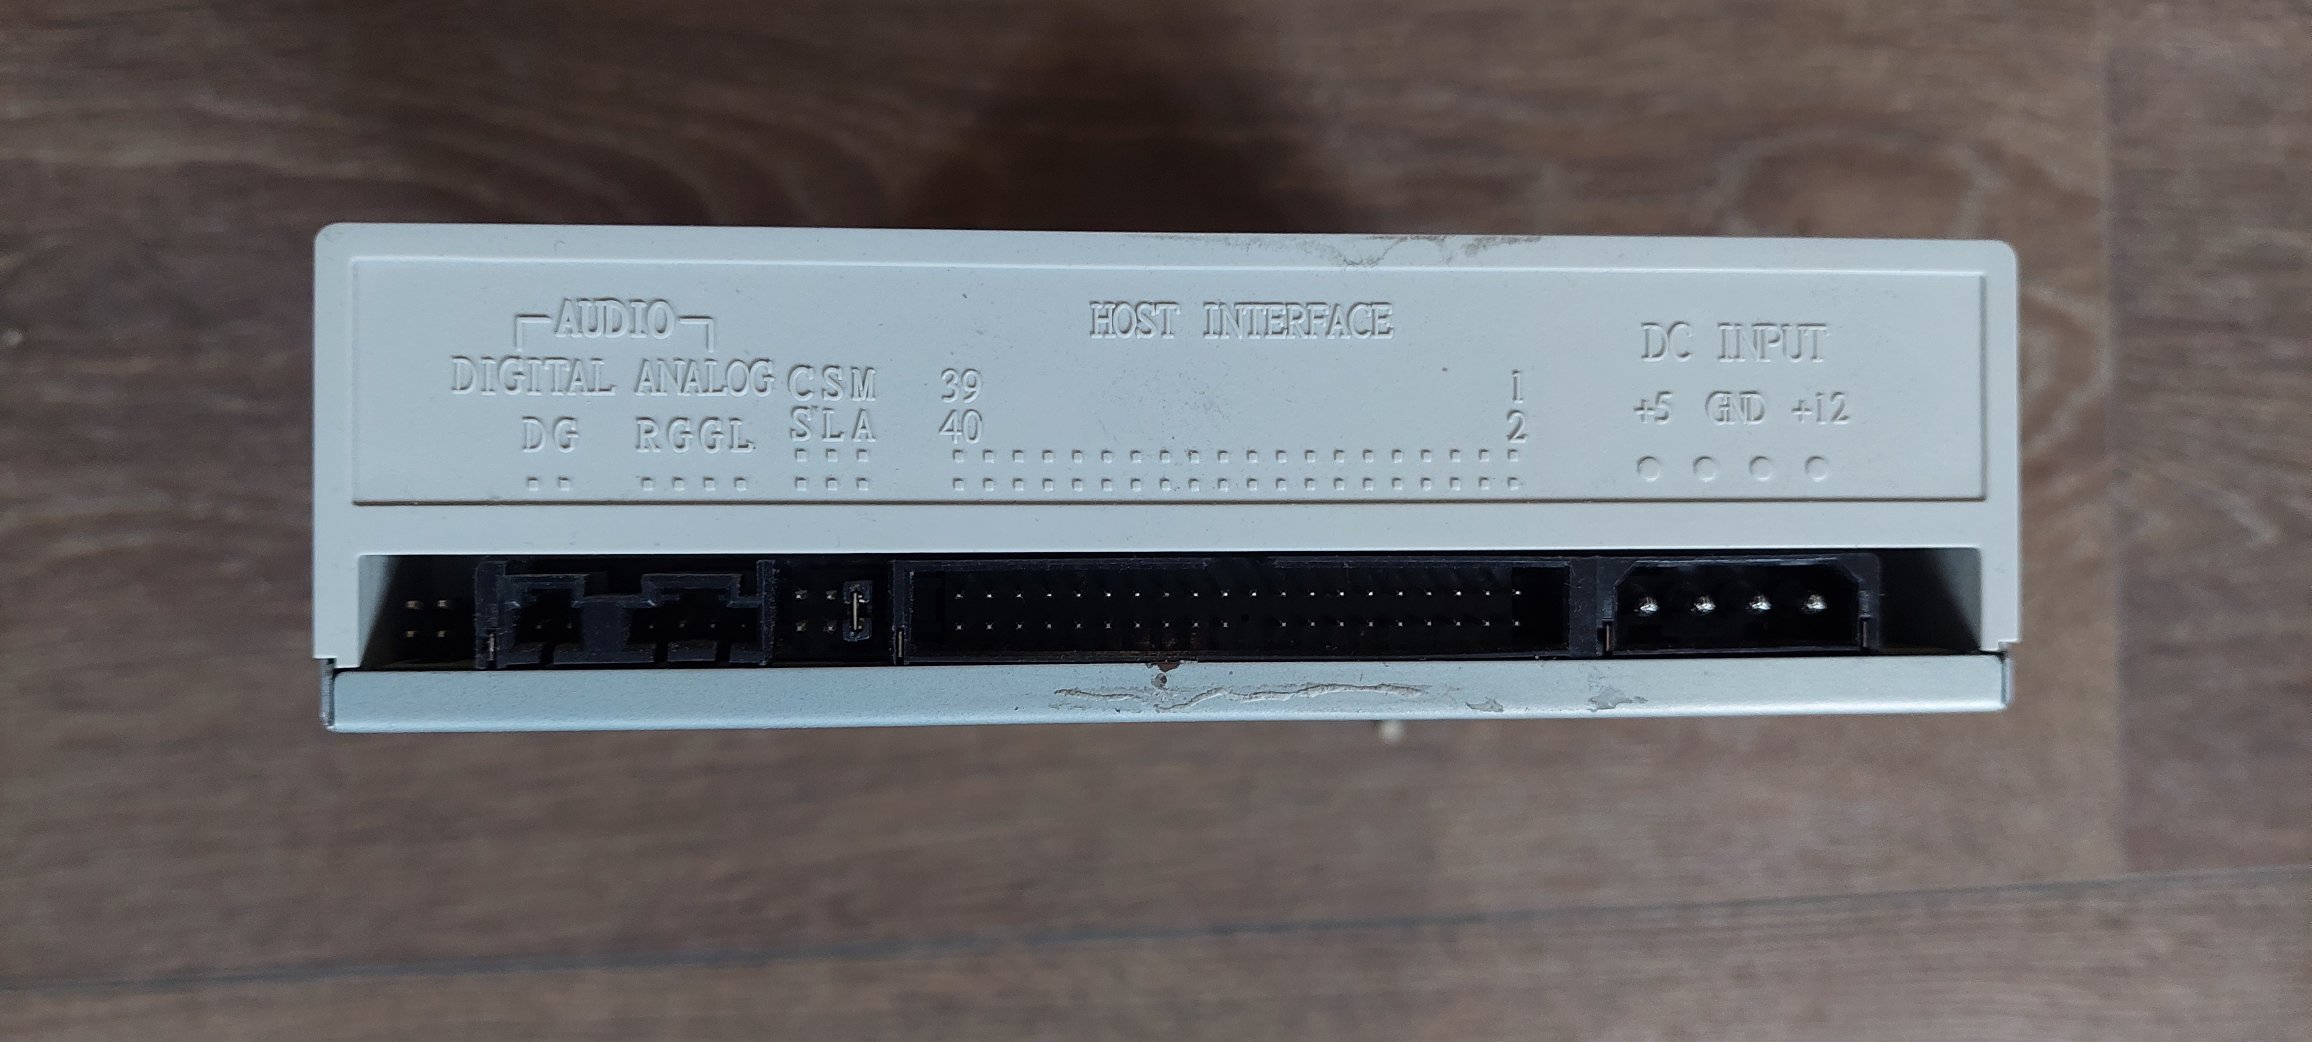 AUDIO
DIGITAL ANALOG
DG RGGL
CSM
SLA
HOST INTERFACE
39 1
40 2
DC INPUT
+5 GND +12